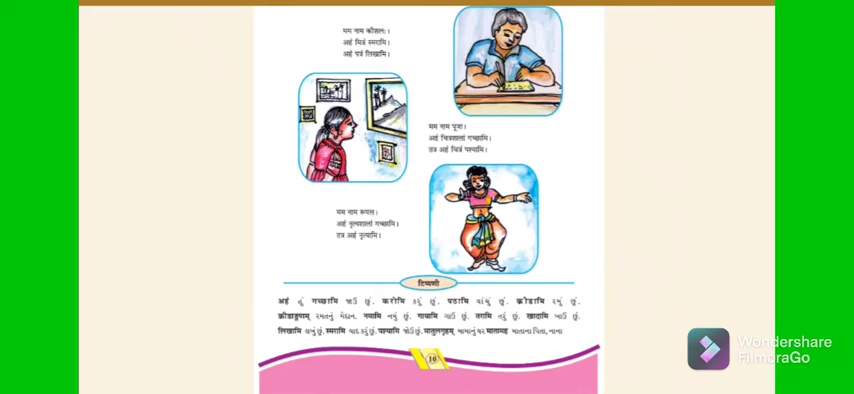 मम नाम कौशलः।
अहं मित्रं स्मरामि।
अहं पत्रं लिखामि।
मम नाम पूजा।
अहं चित्रशालां गच्छामि।
तत्र अहं चित्रं पश्यामि।
मम नाम रूपल।
अहं नृत्यशालां गच्छामि।
तत्र अहं नृत्यामि।
टिप्पणी
अहं હું गच्छामि જાઉં છું. करोमि કરું છું. पठामि વાંચું છું. क्रीडामि રમું છું.
क्रीडाङ्गणम् રમતનું મેદાન. नमामि નમું છું. गायामि ગાઉં છું. तरामि તરું છું. खादामि ખાઉં છું.
लिखामि લખું છું. स्मरामि યાદ કરું છું. पश्यामि જોઉં છું. मातुलगृहम् મામાનું ઘર मातामह માતાના પિતા, નાના
10
Wondershare
FilmoraGo